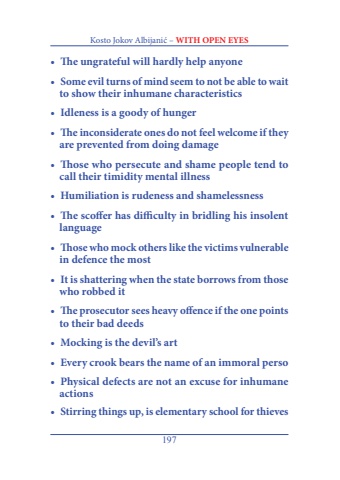 Kosto Jokov Albijanić – WITH OPEN EYES
• The ungrateful will hardly help anyone
• Some evil turns of mind seem to not be able to wait
to show their inhumane characteristics
• Idleness is a goody of hunger
• The inconsiderate ones do not feel welcome if they
are prevented from doing damage
• Those who persecute and shame people tend to
call their timidity mental illness
• Humiliation is rudeness and shamelessness
• The scoffer has difficulty in bridling his insolent
language
• Those who mock others like the victims vulnerable
in defence the most
• It is shattering when the state borrows from those
who robbed it
• The prosecutor sees heavy offence if the one points
to their bad deeds
• Mocking is the devil’s art
• Every crook bears the name of an immoral perso
• Physical defects are not an excuse for inhumane
actions
• Stirring things up, is elementary school for thieves
197